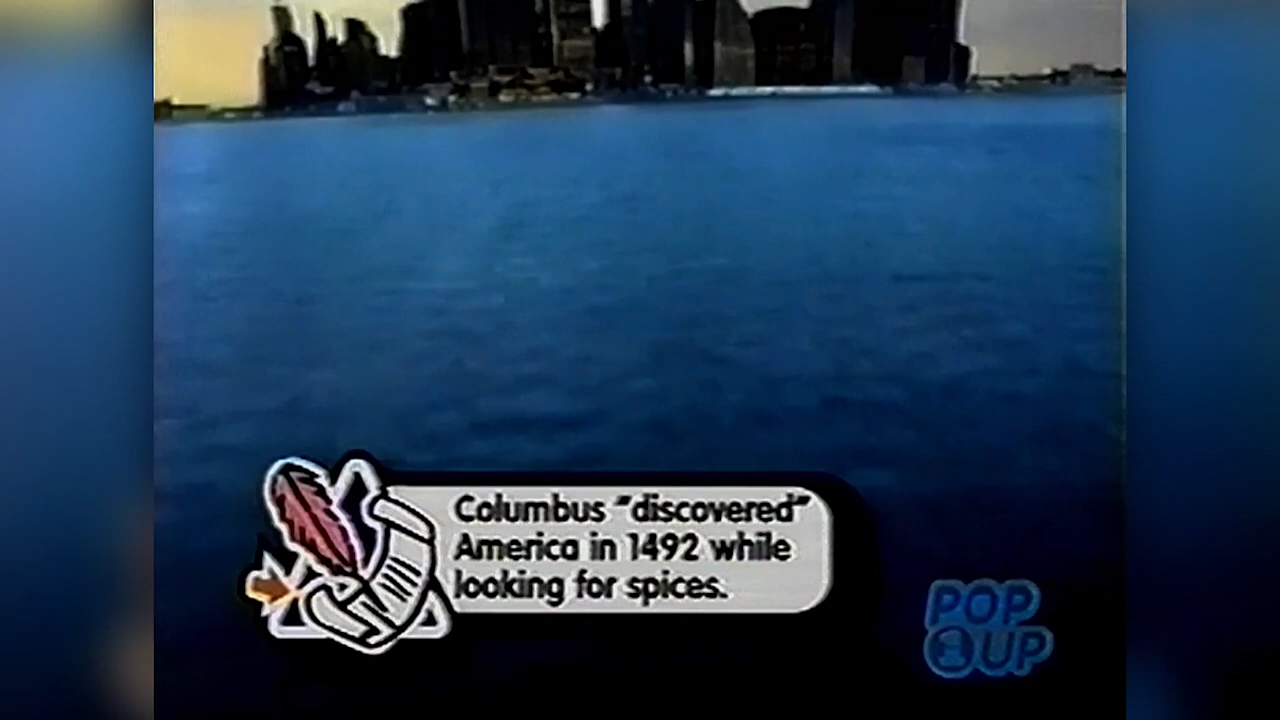 Columbus "discovered"
America in 1492 while
looking for spices.
POP
UP